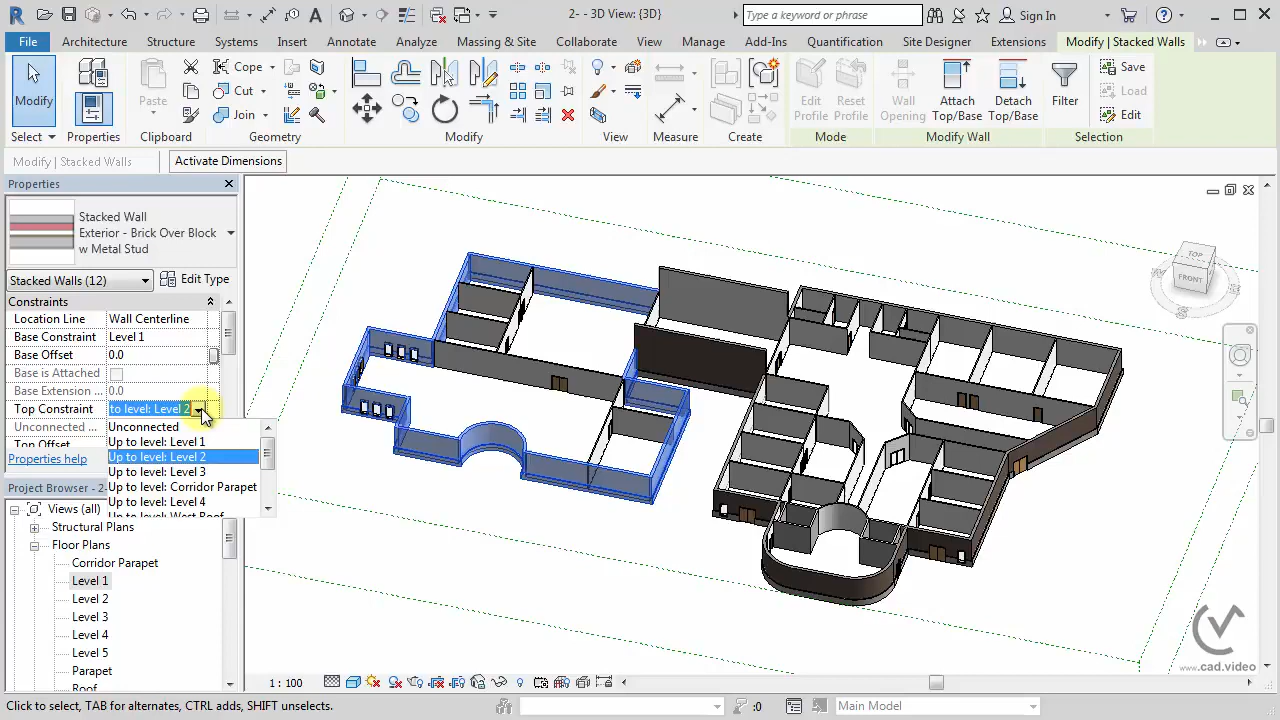 2- - 3D View: {3D}
Type a keyword or phrase
Sign In
File
Architecture
Structure
Systems
Insert
Annotate
Analyze
Massing & Site
Collaborate
View
Manage
Add-Ins
Quantification
Site Designer
Extensions
Modify | Stacked Walls
Modify
Select
Properties
Paste
Clipboard
Cope
Cut
Join
Geometry
Modify
View
Measure
Create
Edit Profile
Reset Profile
Mode
Wall Opening
Attach Top/Base
Detach Top/Base
Modify Wall
Filter
Save
Load
Edit
Selection
Modify | Stacked Walls
Activate Dimensions
Properties
Stacked Wall
Exterior - Brick Over Block
w Metal Stud
Stacked Walls (12)
Edit Type
Constraints
Location Line
Wall Centerline
Base Constraint
Level 1
Base Offset
0.0
Base is Attached
Base Extension ...
0.0
Top Constraint
to level: Level 2
Unconnected ...
Top Offset
Unconnected
Up to level: Level 1
Up to level: Level 2
Up to level: Level 3
Up to level: Corridor Parapet
Up to level: Level 4
Up to level: West Roof
Properties help
Project Browser - 2-
Views (all)
Structural Plans
Floor Plans
Corridor Parapet
Level 1
Level 2
Level 3
Level 4
Level 5
Parapet
Roof
TOP
FRONT
www.cad.video
1 : 100
Click to select, TAB for alternates, CTRL adds, SHIFT unselects.
:0
Main Model